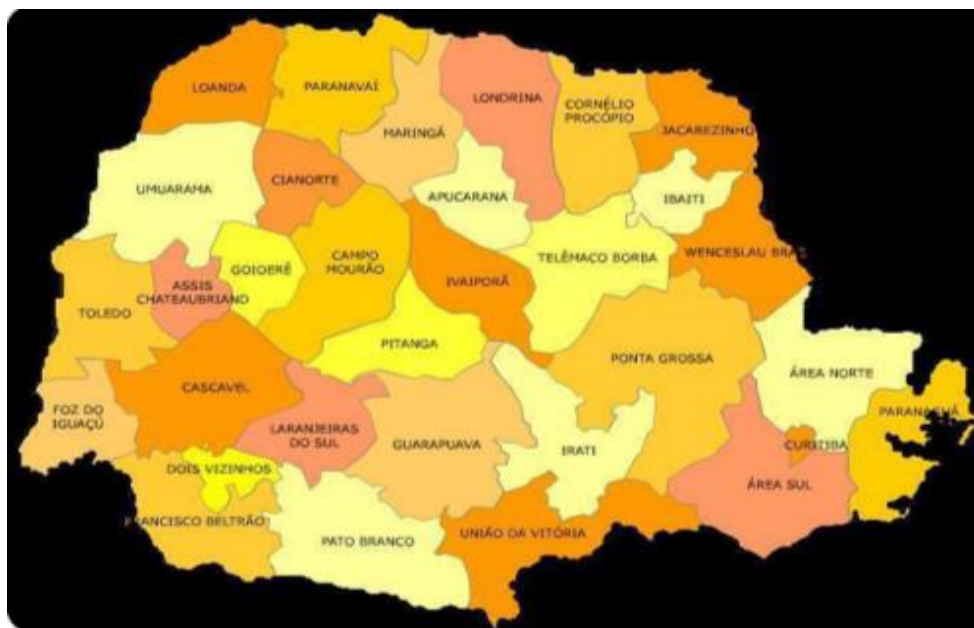 LOANDA
PARANAVAÍ
MARINGÁ
LONDRINA
CORNÉLIO
PROCÓPIO
JACAREZINHO
UMUARAMA
CIANORTE
APUCARANA
IBAITI
ASSIS
CHATEAUBRIAND
GOIOERÊ
CAMPO
MOURÃO
IVAIPORÃ
TELÊMACO BORBA
WENCESLAU BRAZ
TOLEDO
PITANGA
PONTA GROSSA
ÁREA NORTE
CASCAVEL
FOZ DO
IGUAÇÚ
LARANJEIRAS
DO SUL
GUARAPUAVA
IRATI
CURITIBA
PARANAGUÁ
DOIS VIZINHOS
ÁREA SUL
FRANCISCO BELTRÃO
PATO BRANCO
UNIÃO DA VITÓRIA